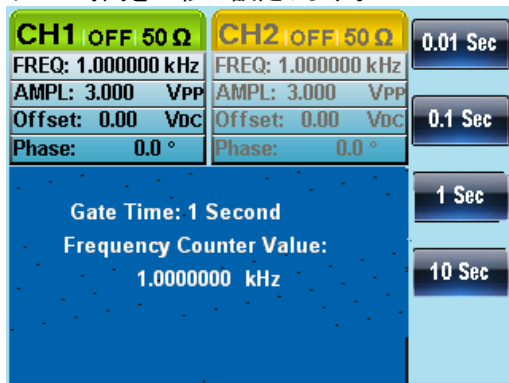 CH1 OFF 50 Ω
FREQ: 1.000000 kHz
AMPL: 3.000 VPP
Offset: 0.00 VDC
Phase: 0.0 °
CH2 OFF 50 Ω
FREQ: 1.000000 kHz
AMPL: 3.000 VPP
Offset: 0.00 VDC
Phase: 0.0 °
Gate Time: 1 Second
Frequency Counter Value:
1.0000000 kHz
0.01 Sec
0.1 Sec
1 Sec
10 Sec